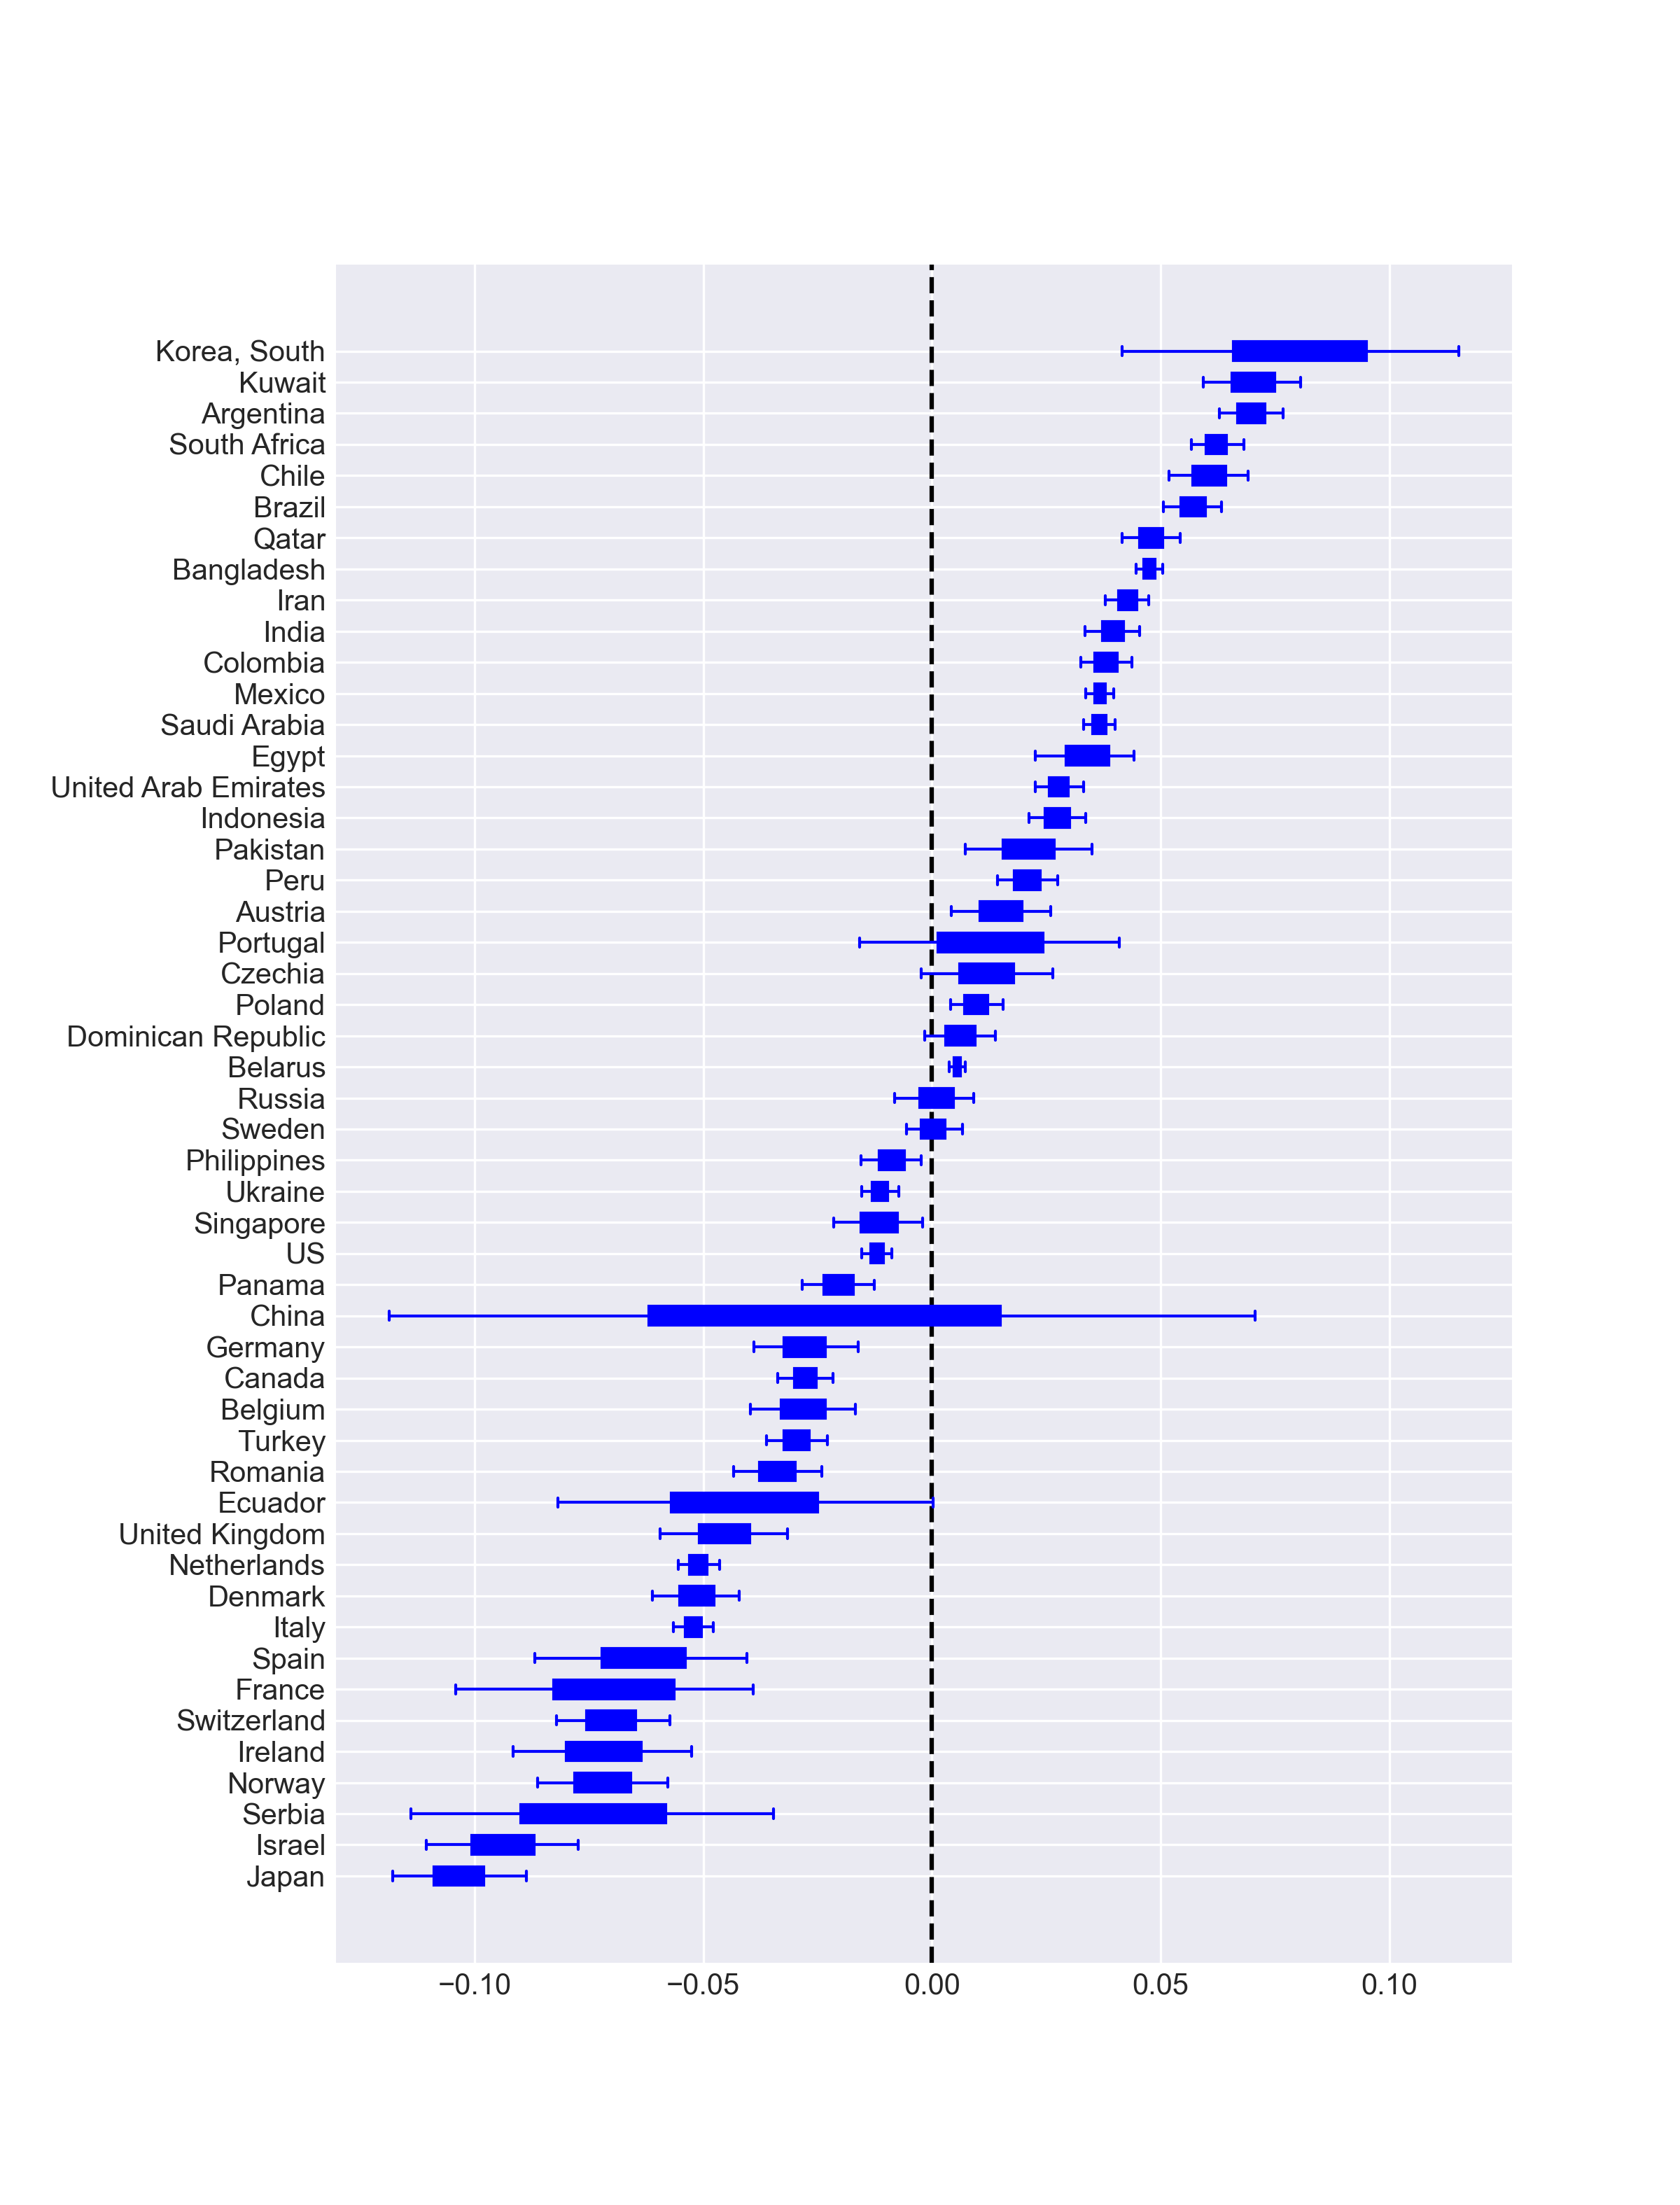 Korea, South
Kuwait
Argentina
South Africa
Chile
Brazil
Qatar
Bangladesh
Iran
India
Colombia
Mexico
Saudi Arabia
Egypt
United Arab Emirates
Indonesia
Pakistan
Peru
Austria
Portugal
Czechia
Poland
Dominican Republic
Belarus
Russia
Sweden
Philippines
Ukraine
Singapore
US
Panama
China
Germany
Canada
Belgium
Turkey
Romania
Ecuador
United Kingdom
Netherlands
Denmark
Italy
Spain
France
Switzerland
Ireland
Norway
Serbia
Israel
Japan
−0.10 −0.05 0.00 0.05 0.10